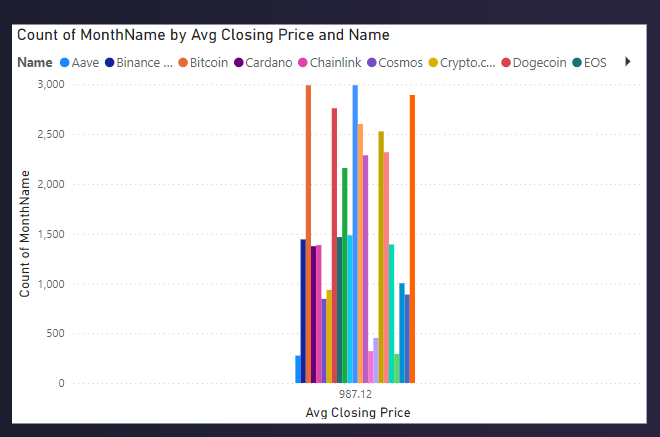 Count of MonthName by Avg Closing Price and Name
Name Aave Binance ... Bitcoin Cardano Chainlink Cosmos Crypto.c... Dogecoin EOS
3,000
2,500
2,000
1,500
1,000
500
0
Count of MonthName
987.12
Avg Closing Price